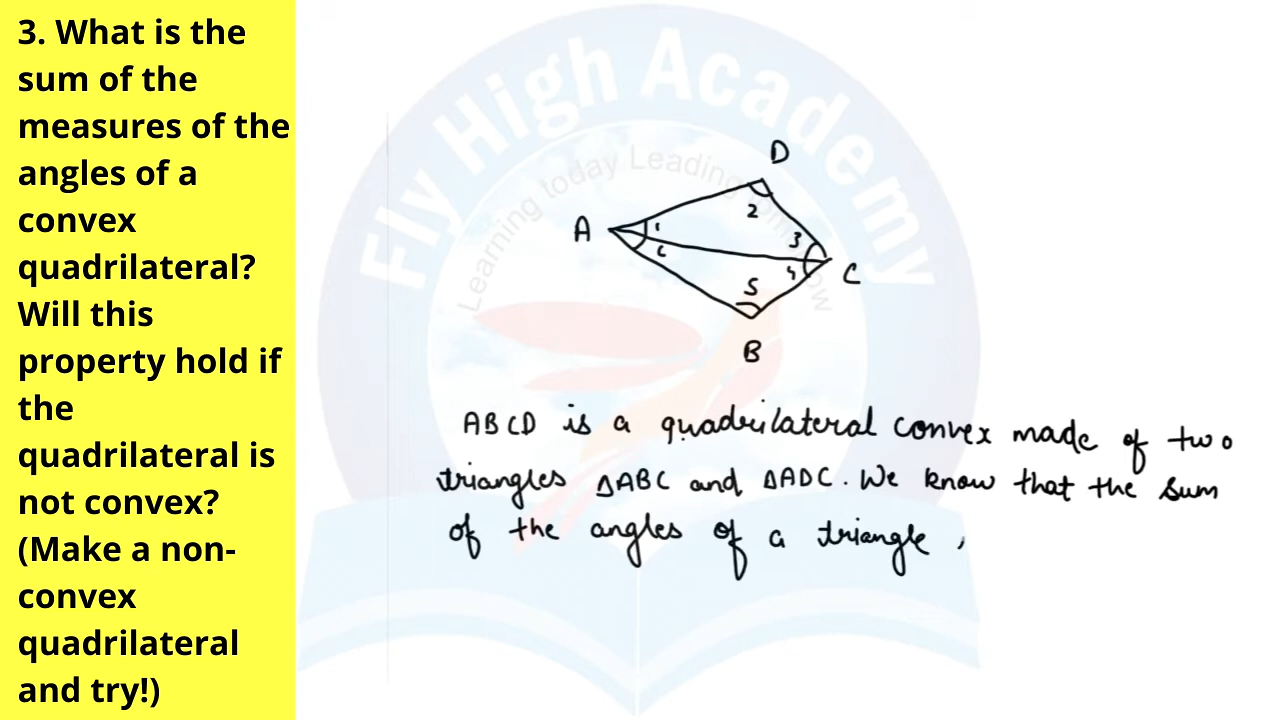 3. What is the
sum of the
measures of the
angles of a
convex
quadrilateral?
Will this
property hold if
the
quadrilateral is
not convex?
(Make a non-
convex
quadrilateral
and try!)
Fly High Academy
Learning today Leading
D
A
1
2
3
6
4
5
C
B
ABCD is a quadrilateral convex made of two
triangles ΔABC and ΔADC. We know that the sum
of the angles of a triangle